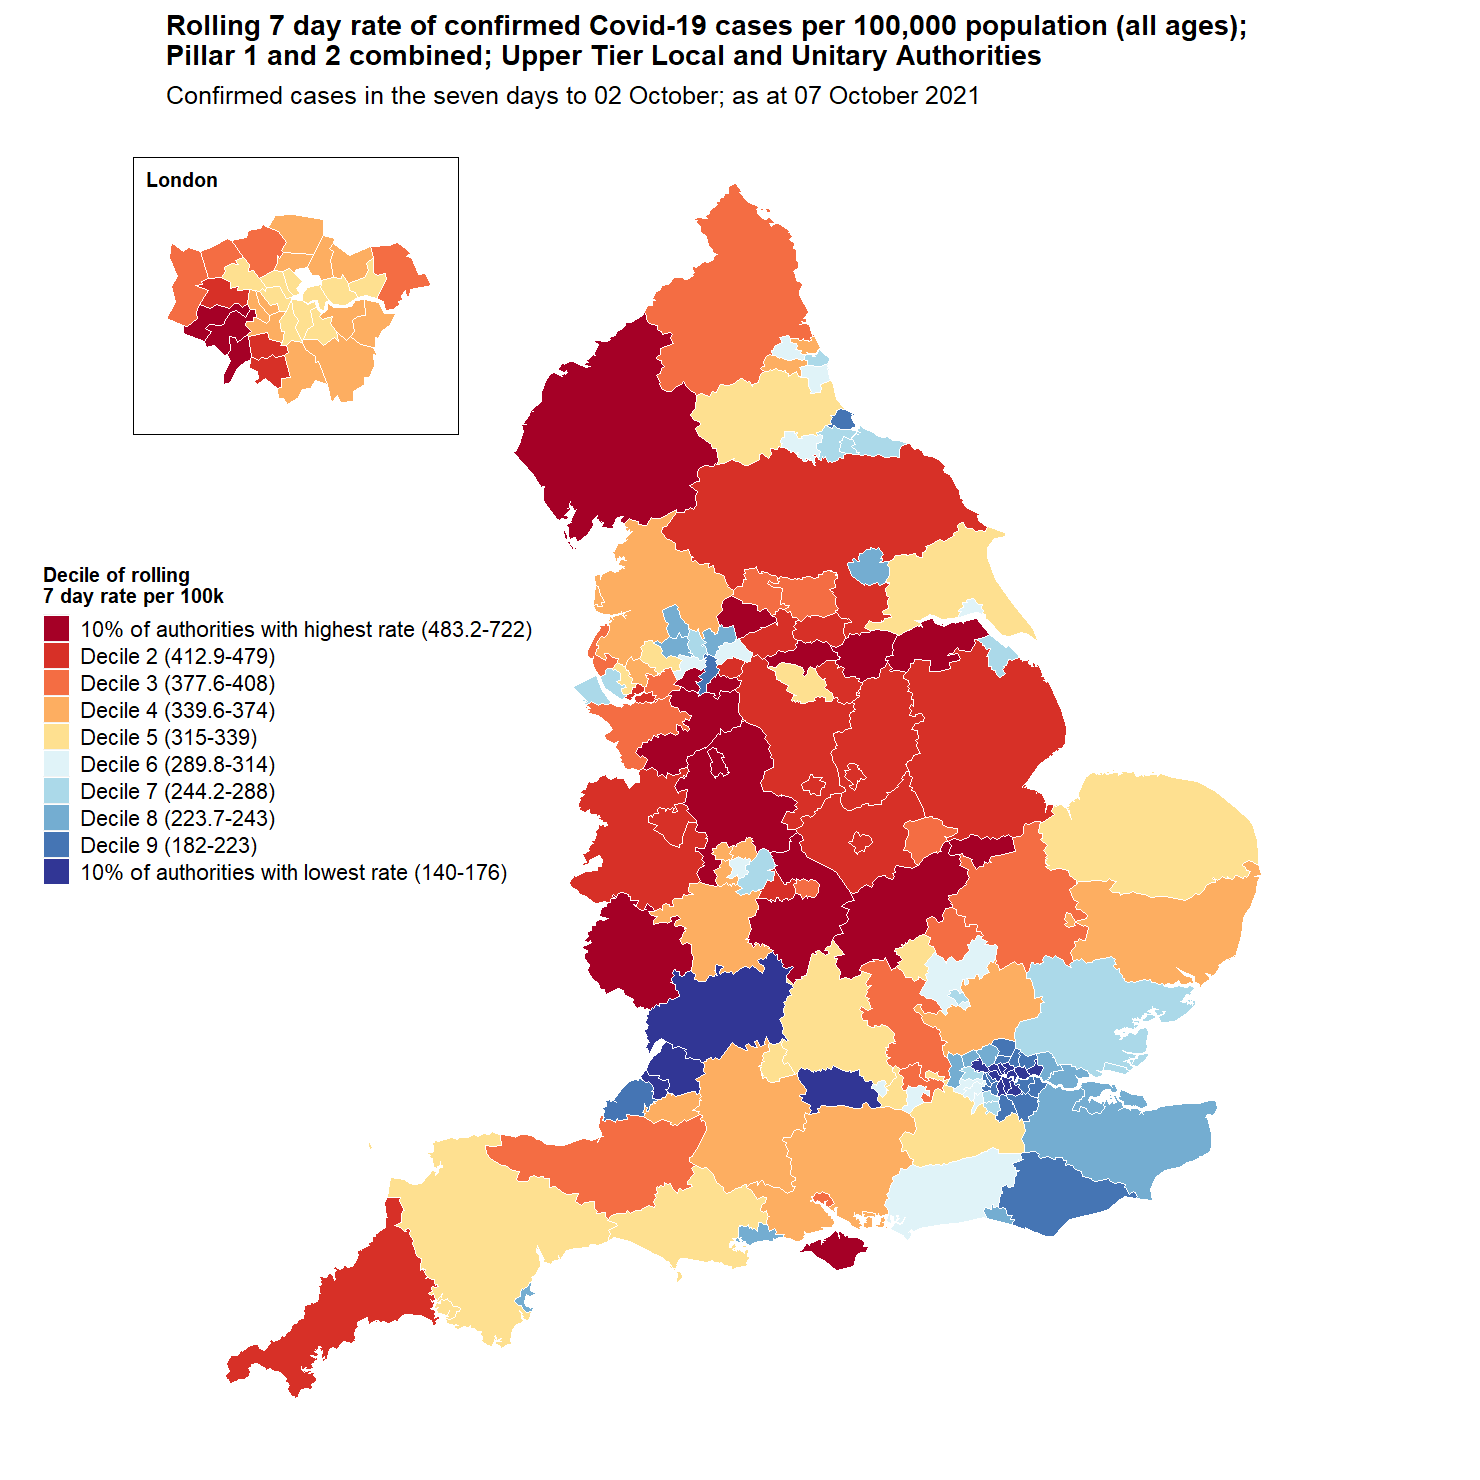 Rolling 7 day rate of confirmed Covid-19 cases per 100,000 population (all ages);
Pillar 1 and 2 combined; Upper Tier Local and Unitary Authorities
Confirmed cases in the seven days to 02 October; as at 07 October 2021
London
Decile of rolling
7 day rate per 100k
10% of authorities with highest rate (483.2-722)
Decile 2 (412.9-479)
Decile 3 (377.6-408)
Decile 4 (339.6-374)
Decile 5 (315-339)
Decile 6 (289.8-314)
Decile 7 (244.2-288)
Decile 8 (223.7-243)
Decile 9 (182-223)
10% of authorities with lowest rate (140-176)